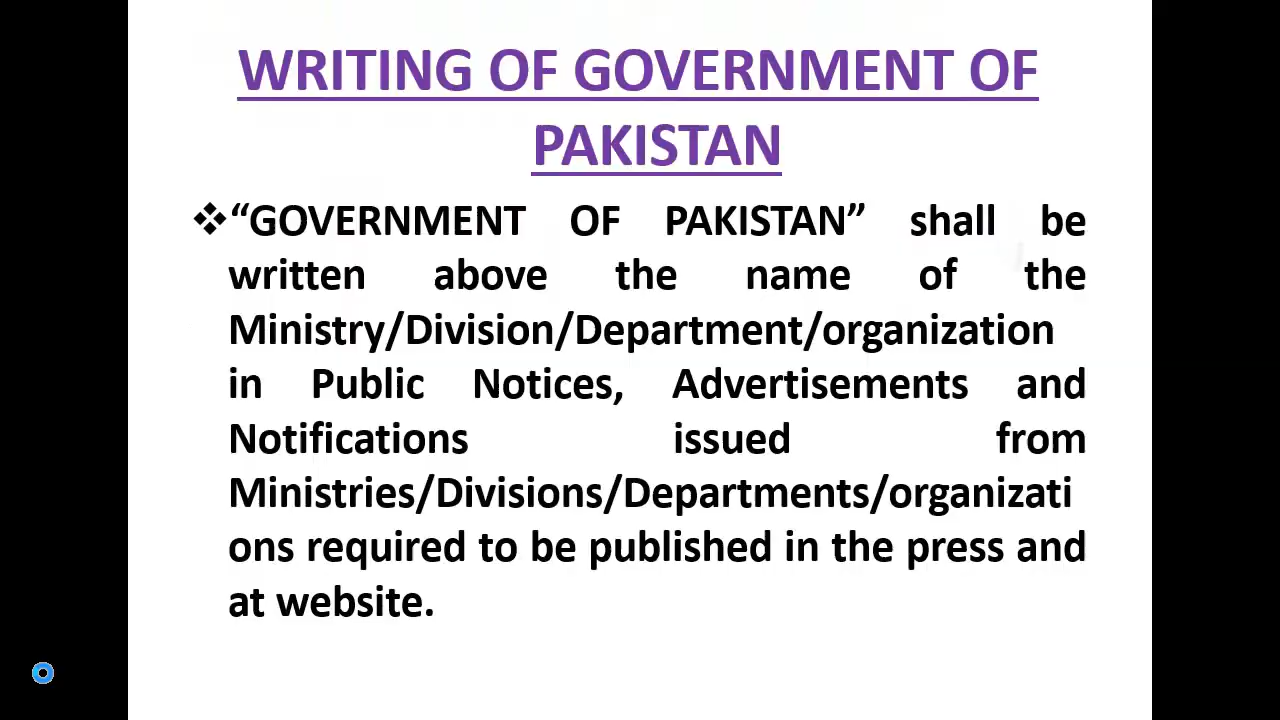 WRITING OF GOVERNMENT OF
PAKISTAN
❖“GOVERNMENT OF PAKISTAN” shall be
written above the name of the
Ministry/Division/Department/organization
in Public Notices, Advertisements and
Notifications issued from
Ministries/Divisions/Departments/organizati
ons required to be published in the press and
at website.